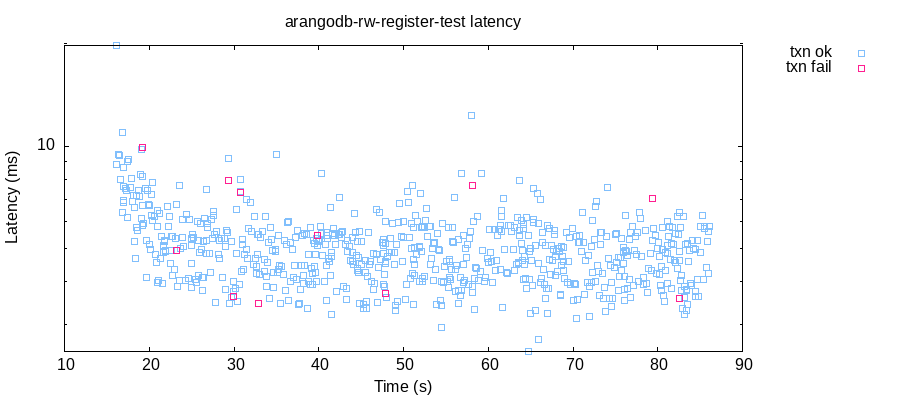 arangodb-rw-register-test latency
txn ok
txn fail
10
Latency (ms)
10 20 30 40 50 60 70 80 90
Time (s)